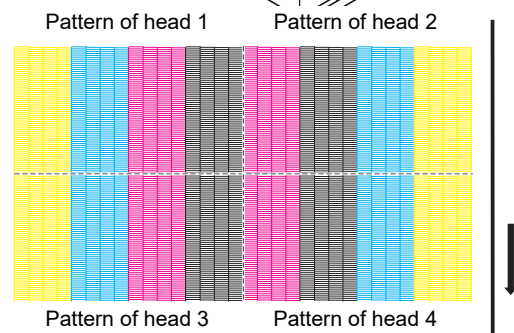 Pattern of head 1
Pattern of head 2
Pattern of head 3
Pattern of head 4